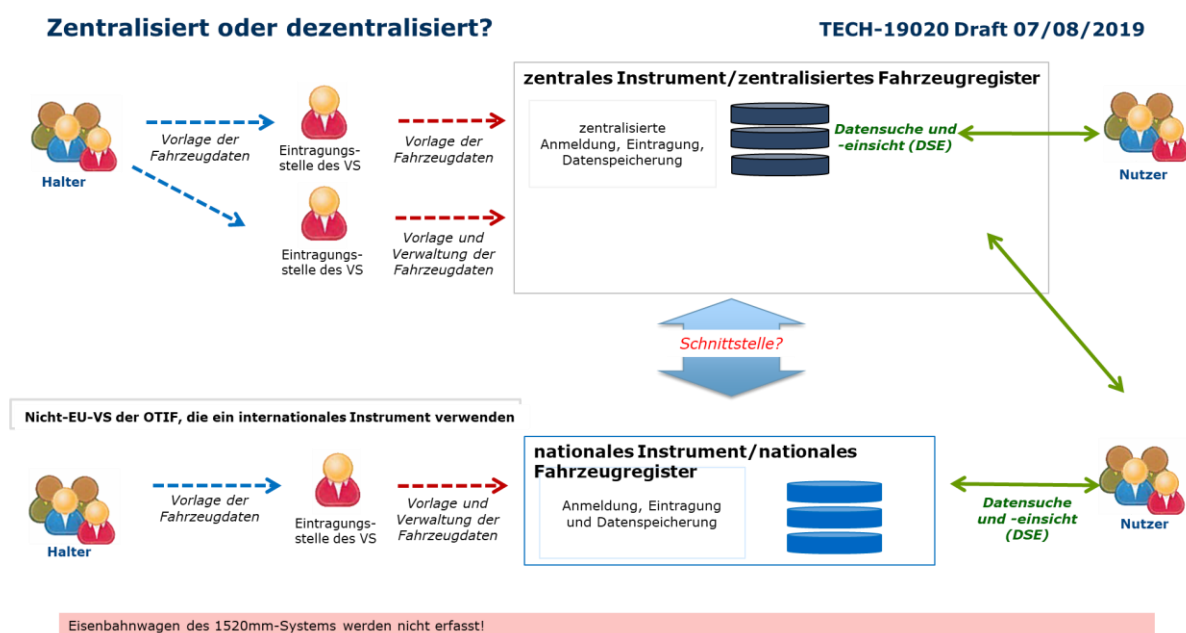 Zentralisiert oder dezentralisiert?
TECH-19020 Draft 07/08/2019
zentrales Instrument/zentralisiertes Fahrzeugregister
Halter
Vorlage der
Fahrzeugdaten
Eintragungs-
stelle des VS
Vorlage der
Fahrzeugdaten
zentralisierte
Anmeldung, Eintragung,
Datenspeicherung
Datensuche und
-einsicht (DSE)
Nutzer
Eintragungs-
stelle des VS
Vorlage und
Verwaltung der
Fahrzeugdaten
Schnittstelle?
Nicht-EU-VS der OTIF, die ein internationales Instrument verwenden
nationales Instrument/nationales
Fahrzeugregister
Halter
Vorlage der
Fahrzeugdaten
Eintragungs-
stelle des VS
Vorlage und
Verwaltung der
Fahrzeugdaten
Anmeldung, Eintragung
und Datenspeicherung
Datensuche
und -einsicht
(DSE)
Nutzer
Eisenbahnwagen des 1520mm-Systems werden nicht erfasst!